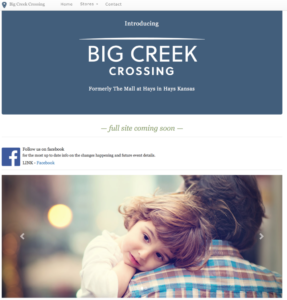 Big Creek Crossing Home Stores Contact
Introducing
BIG CREEK
CROSSING
Formerly The Mall at Hays in Hays Kansas
— full site coming soon —
Follow us on facebook
for the most up to date info on the changes happening and future event details.
LINK - Facebook